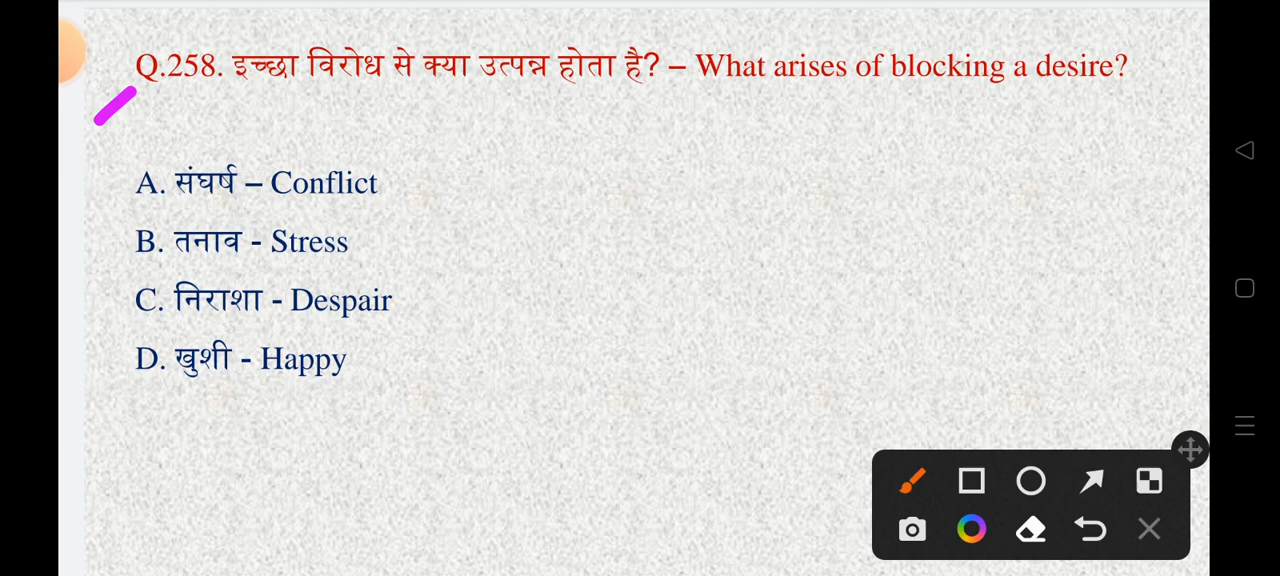 Q.258. इच्छा विरोध से क्या उत्पन्न होता है? – What arises of blocking a desire?
A. संघर्ष – Conflict
B. तनाव - Stress
C. निराशा - Despair
D. खुशी - Happy